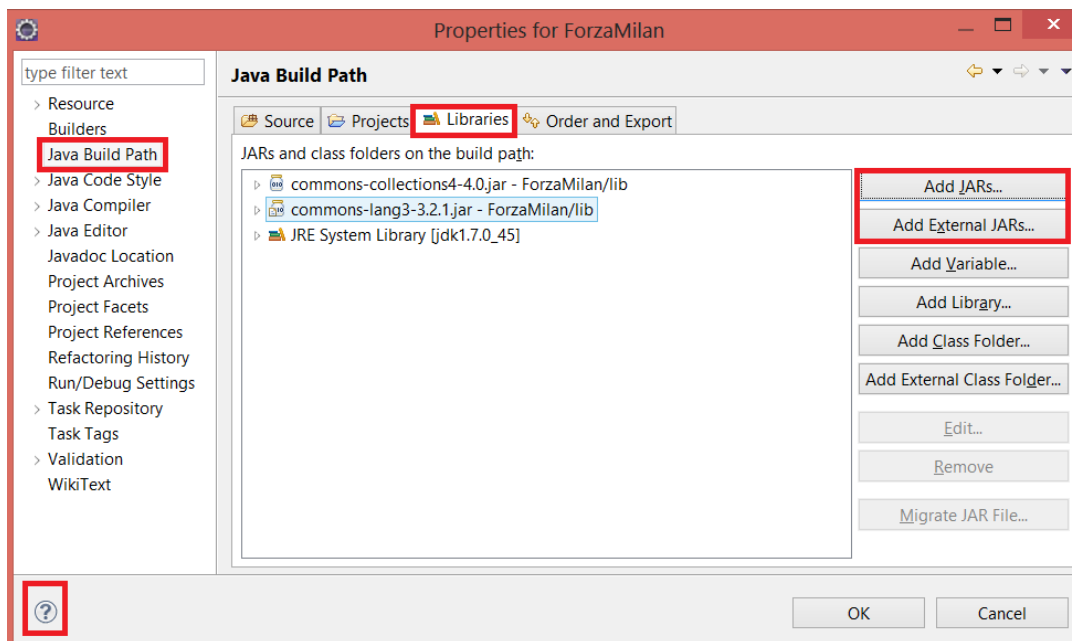 Properties for ForzaMilan
type filter text
Resource
Builders
Java Build Path
Java Code Style
Java Compiler
Java Editor
Javadoc Location
Project Archives
Project Facets
Project References
Refactoring History
Run/Debug Settings
Task Repository
Task Tags
Validation
WikiText
Java Build Path
Source Projects Libraries Order and Export
JARs and class folders on the build path:
commons-collections4-4.0.jar - ForzaMilan/lib
commons-lang3-3.2.1.jar - ForzaMilan/lib
JRE System Library [jdk1.7.0_45]
Add JARs...
Add External JARs...
Add Variable...
Add Library...
Add Class Folder...
Add External Class Folder...
Edit...
Remove
Migrate JAR File...
?
OK Cancel